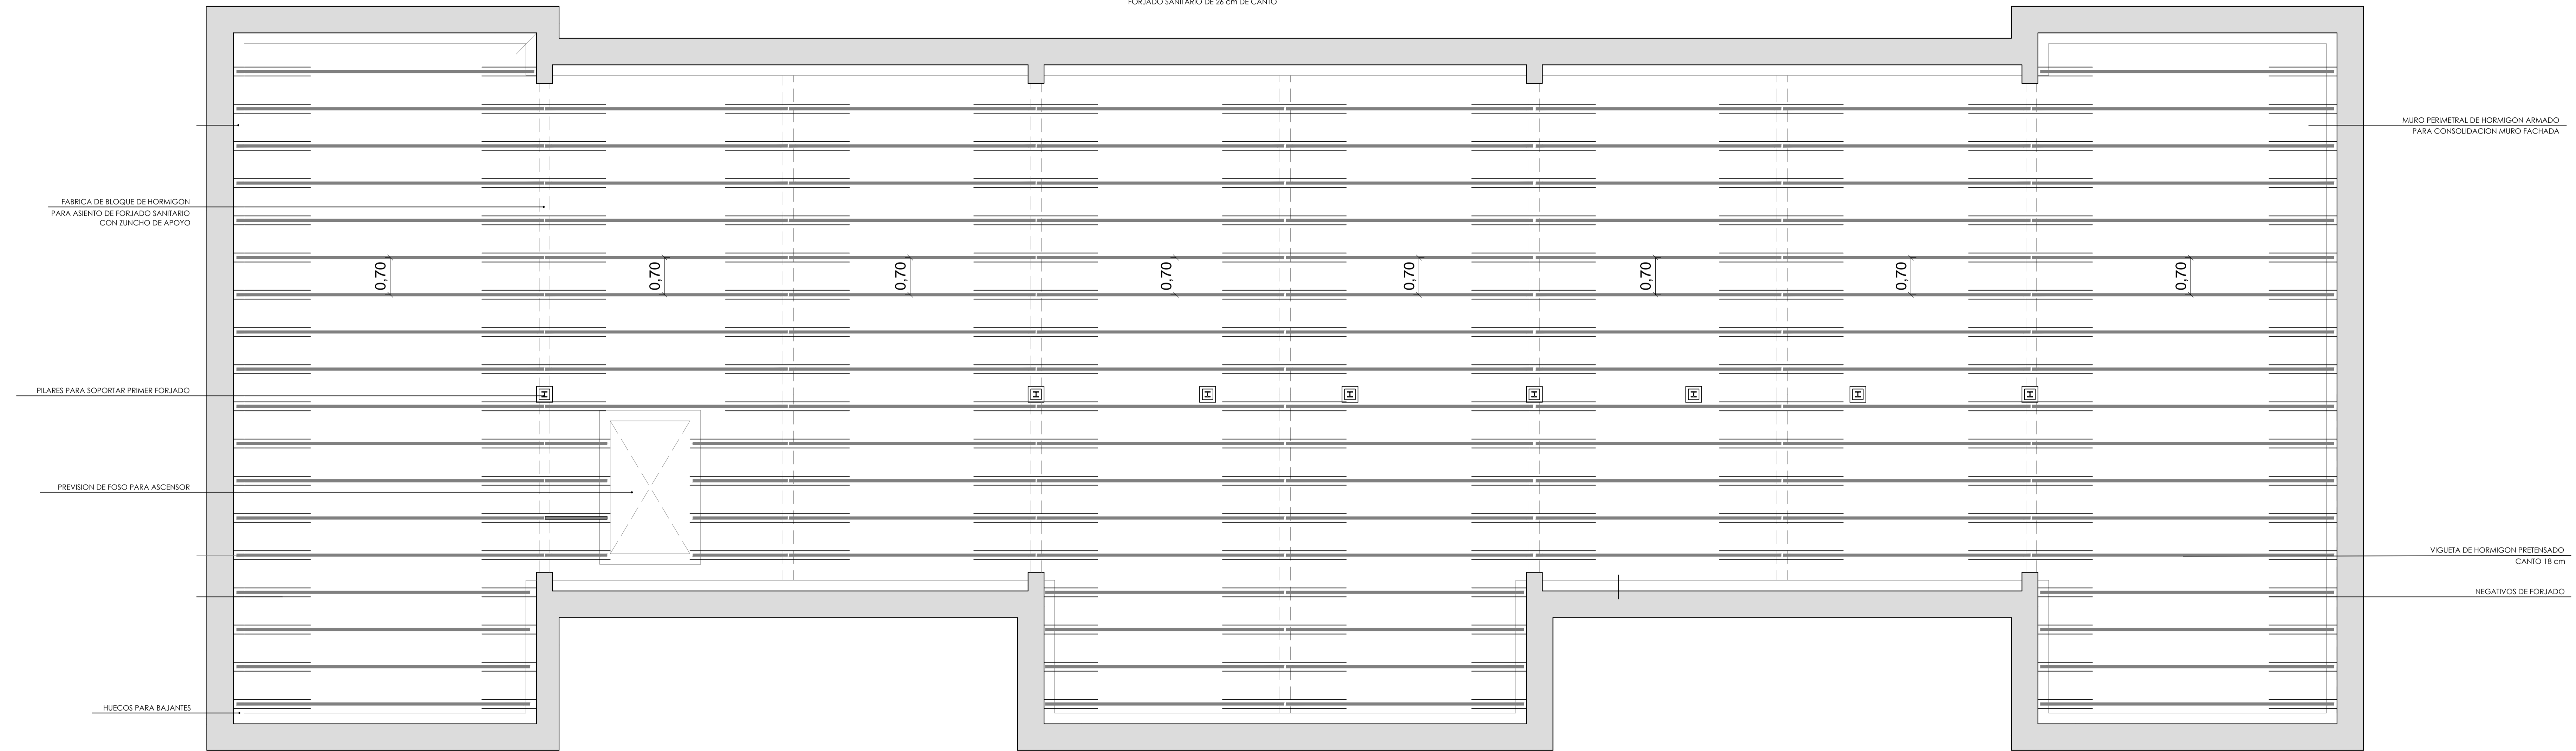 FORJADO SANITARIO DE 26 cm DE CANTO
MURO PERIMETRAL DE HORMIGON ARMADO
PARA CONSOLIDACION MURO FACHADA
FABRICA DE BLOQUE DE HORMIGON
PARA ASIENTO DE FORJADO SANITARIO
CON ZUNCHO DE APOYO
0,70
0,70
0,70
0,70
0,70
0,70
0,70
0,70
PILARES PARA SOPORTAR PRIMER FORJADO
PREVISION DE FOSO PARA ASCENSOR
VIGUETA DE HORMIGON PRETENSADO
CANTO 18 cm
NEGATIVOS DE FORJADO
HUECOS PARA BAJANTES